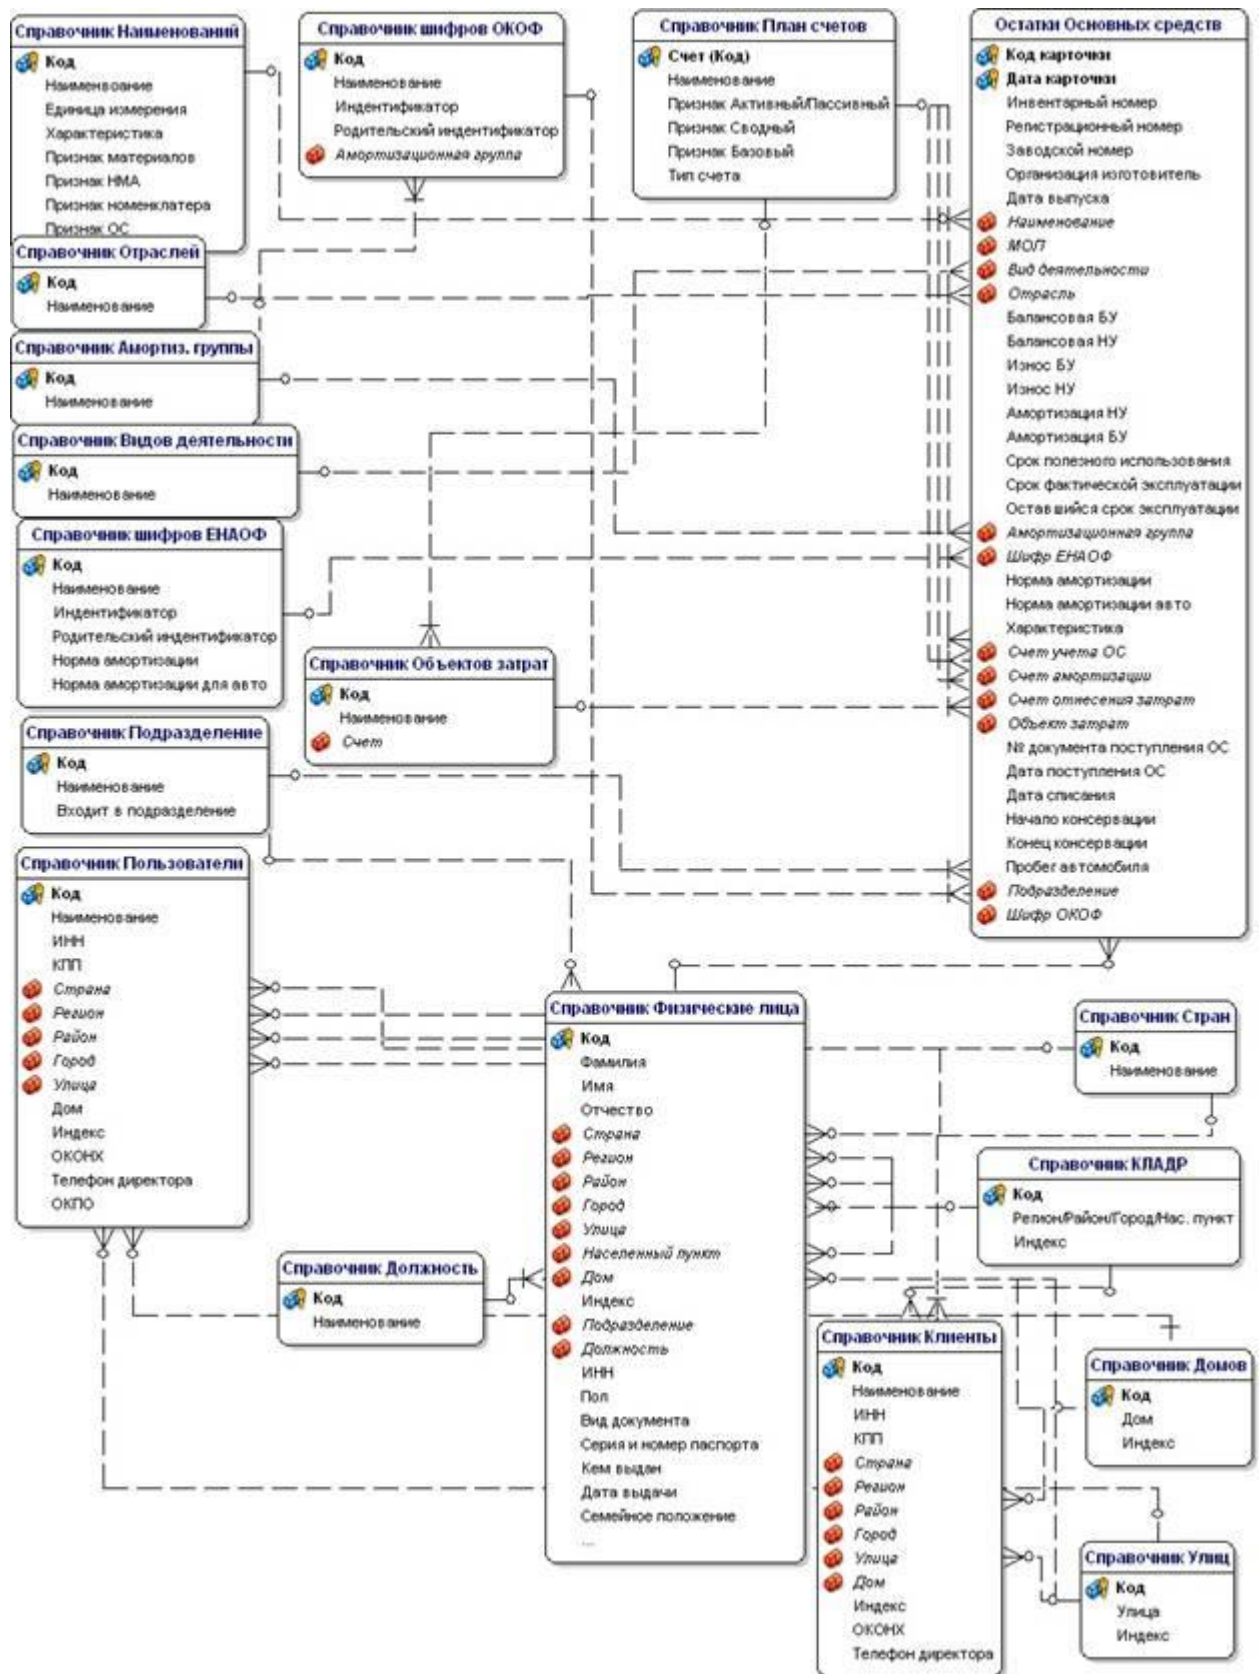 Справочник Наименований
Код
Наименвоание
Единица измерения
Характеристика
Признак материалов
Признак НМА
Признак номенклатера
Признак ОС
Справочник шифров ОКОФ
Код
Наименование
Индентификатор
Родительский индентификатор
Амортизационная группа
Справочник План счетов
Счет (Код)
Наименование
Признак Активный/Пассивный
Признак Сводный
Признак Базовый
Тип счета
Остатки Основных средств
Код карточки
Дата карточки
Инвентарный номер
Регистрационный номер
Заводской номер
Организация изготовитель
Дата выпуска
Наименование
МОЛ
Вид деятельности
Отрасль
Балансовая БУ
Балансовая НУ
Износ БУ
Износ НУ
Амортизация НУ
Амортизация БУ
Срок полезного использования
Срок фактической эксплуатации
Оставшийся срок эксплуатации
Амортизационная группа
Шифр ЕНАОФ
Норма амортизации
Норма амортизации авто
Характеристика
Счет учета ОС
Счет амортизации
Счет отнесения затрат
Объект затрат
№ документа поступления ОС
Дата поступления ОС
Дата списания
Начало консервации
Конец консервации
Пробег автомобиля
Подразделение
Шифр ОКОФ
Справочник Отраслей
Код
Наименование
Справочник Амортиз. группы
Код
Наименование
Справочник Видов деятельности
Код
Наименование
Справочник шифров ЕНАОФ
Код
Наименование
Индентификатор
Родительский индентификатор
Норма амортизации
Норма амортизации для авто
Справочник Объектов затрат
Код
Наименование
Счет
Справочник Подразделение
Код
Наименование
Входит в подразделение
Справочник Пользователи
Код
Наименование
ИНН
КПП
Страна
Регион
Район
Город
Улица
Дом
Индекс
ОКОНХ
Телефон директора
ОКПО
Справочник Физические лица
Код
Фамилия
Имя
Отчество
Страна
Регион
Район
Город
Улица
Населенный пункт
Дом
Индекс
Подразделение
Должность
ИНН
Пол
Вид документа
Серия и номер паспорта
Кем выдан
Дата выдачи
Семейное положение
...
Справочник Стран
Код
Наименование
Справочник КЛАДР
Код
Регион/Район/Город/Нас. пункт
Индекс
Справочник Должность
Код
Наименование
Справочник Клиенты
Код
Наименование
ИНН
КПП
Страна
Регион
Район
Город
Улица
Дом
Индекс
ОКОНХ
Телефон директора
Справочник Домов
Код
Дом
Индекс
Справочник Улиц
Код
Улица
Индекс